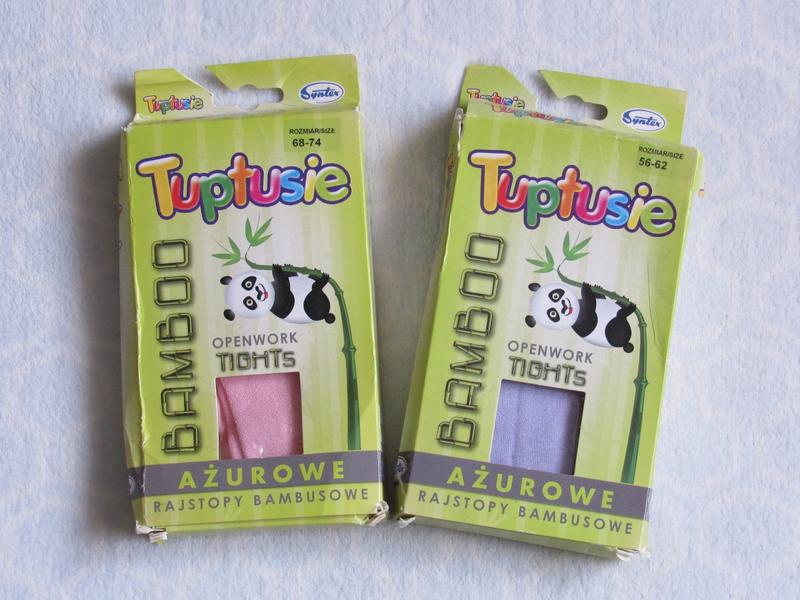 Tuptusie
Syntex
ROZMIAR/SIZE
68-74
Tuptusie
BAMBOO
OPENWORK
TIGHTS
AŻUROWE
RAJSTOPY BAMBUSOWE
Tuptusie
Syntex
ROZMIAR/SIZE
56-62
Tuptusie
BAMBOO
OPENWORK
TIGHTS
AŻUROWE
RAJSTOPY BAMBUSOWE